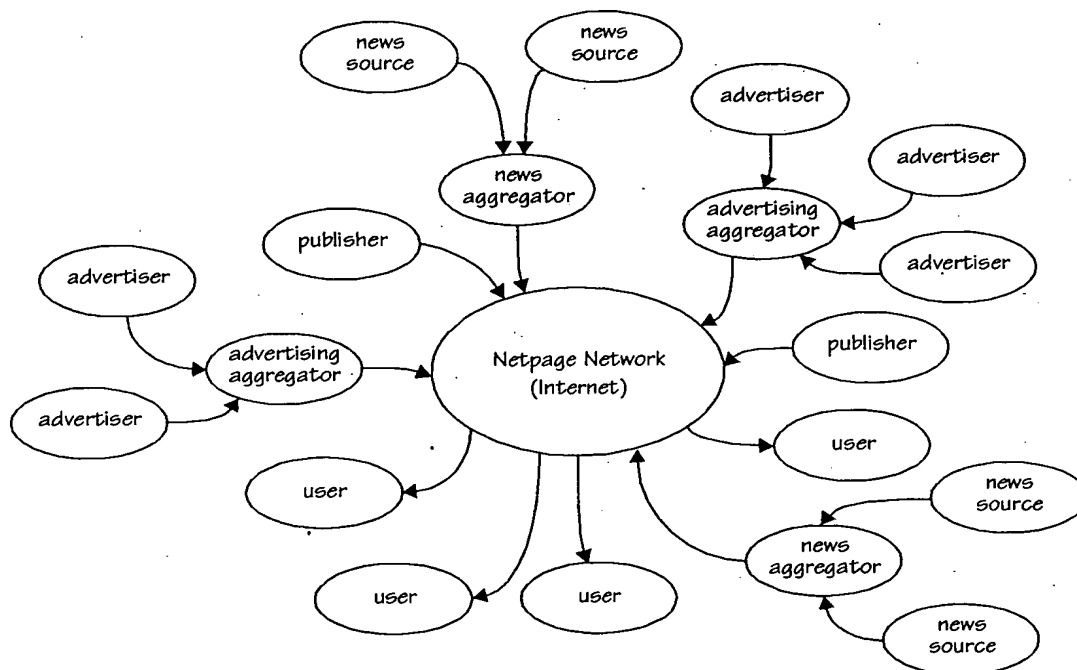 news
source
news
source
advertiser
advertiser
news
aggregator
advertising
aggregator
publisher
advertiser
advertiser
publisher
advertising
aggregator
Netpage Network
(Internet)
advertiser
user
user
news
source
news
aggregator
user
user
news
source